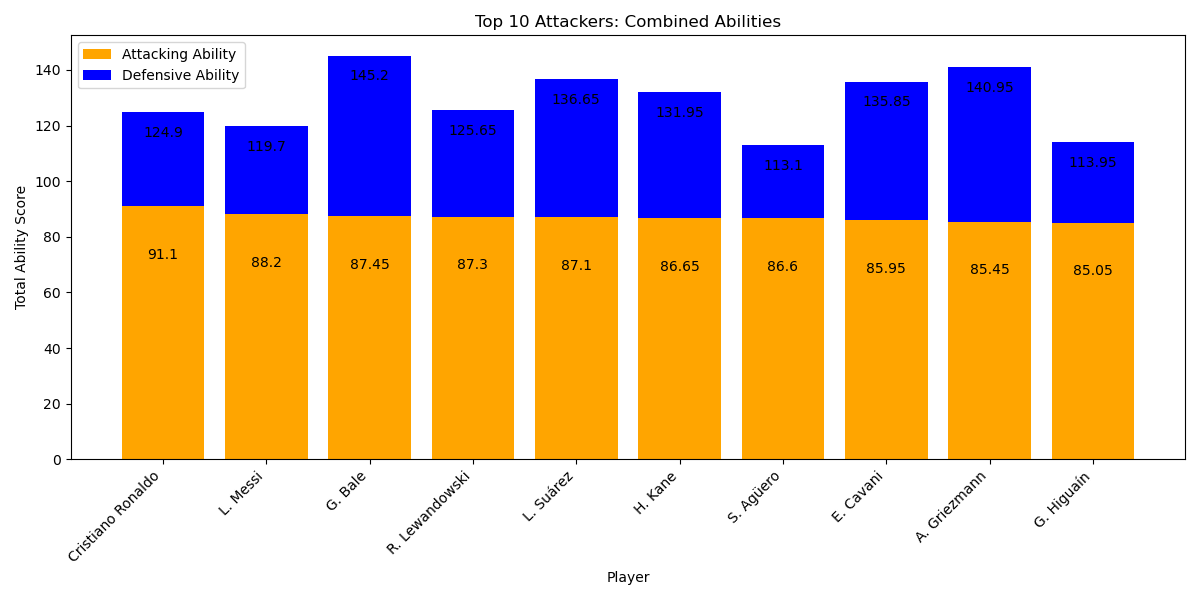 Top 10 Attackers: Combined Abilities
Attacking Ability
Defensive Ability
Total Ability Score
140
120
100
80
60
40
20
0
124.9
119.7
145.2
125.65
136.65
131.95
113.1
135.85
140.95
113.95
91.1
88.2
87.45
87.3
87.1
86.65
86.6
85.95
85.45
85.05
Cristiano Ronaldo
L. Messi
G. Bale
R. Lewandowski
L. Suárez
H. Kane
S. Agüero
E. Cavani
A. Griezmann
G. Higuaín
Player